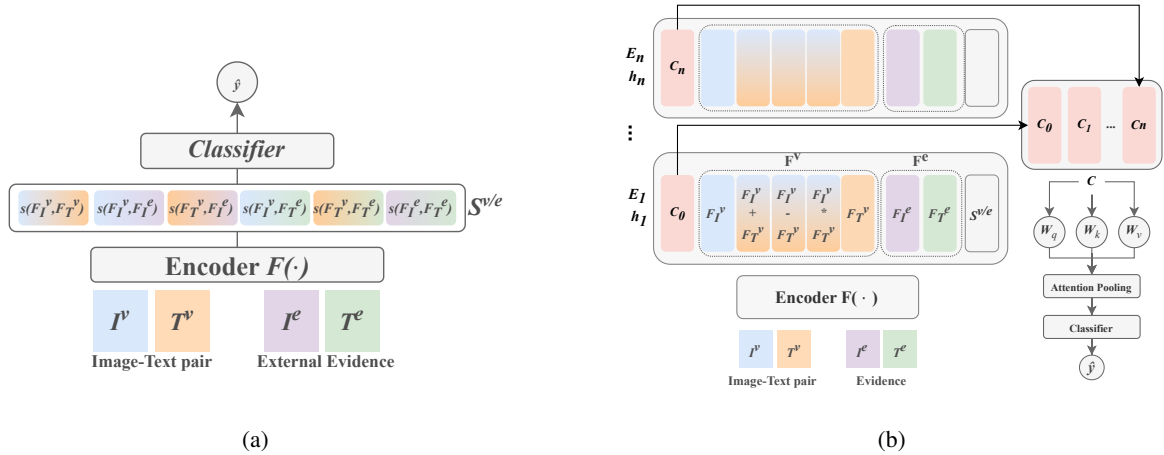 ŷ
Classifier
s(F_I^v,F_T^v) s(F_I^v,F_I^e) s(F_T^v,F_I^e) s(F_I^v,F_T^e) s(F_T^v,F_T^e) s(F_I^e,F_T^e) S^{v/e}
Encoder F(·)
I^v T^v I^e T^e
Image-Text pair External Evidence
(a)
E_n
h_n
C_n
...
F^v F^e
E_1
h_1
C_0 F_I^v F_I^v + F_T^v F_I^v - F_T^v F_I^v * F_T^v F_T^v F_I^e F_T^e S^{v/e}
Encoder F( · )
I^v T^v I^e T^e
Image-Text pair Evidence
C_0 C_1 ... C_n
C
W_q W_k W_v
Attention Pooling
Classifier
ŷ
(b)